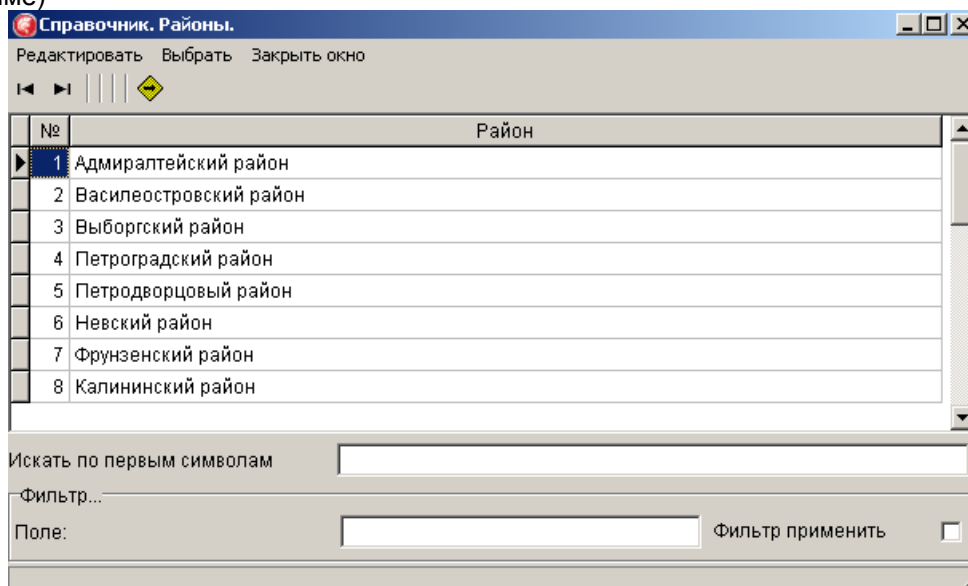 Справочник. Районы.
Редактировать Выбрать Закрыть окно
№ Район
1 Адмиралтейский район
2 Василеостровский район
3 Выборгский район
4 Петроградский район
5 Петродворцовый район
6 Невский район
7 Фрунзенский район
8 Калининский район
Искать по первым символам
Фильтр...
Поле: Фильтр применить